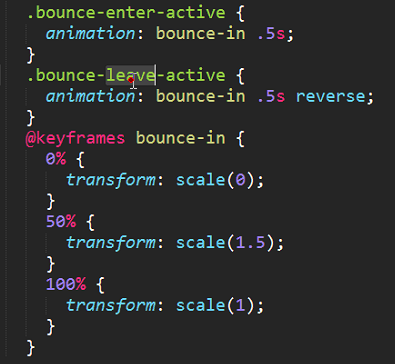 .bounce-enter-active {
animation: bounce-in .5s;
}
.bounce-leave-active {
animation: bounce-in .5s reverse;
}
@keyframes bounce-in {
0% {
transform: scale(0);
}
50% {
transform: scale(1.5);
}
100% {
transform: scale(1);
}
}